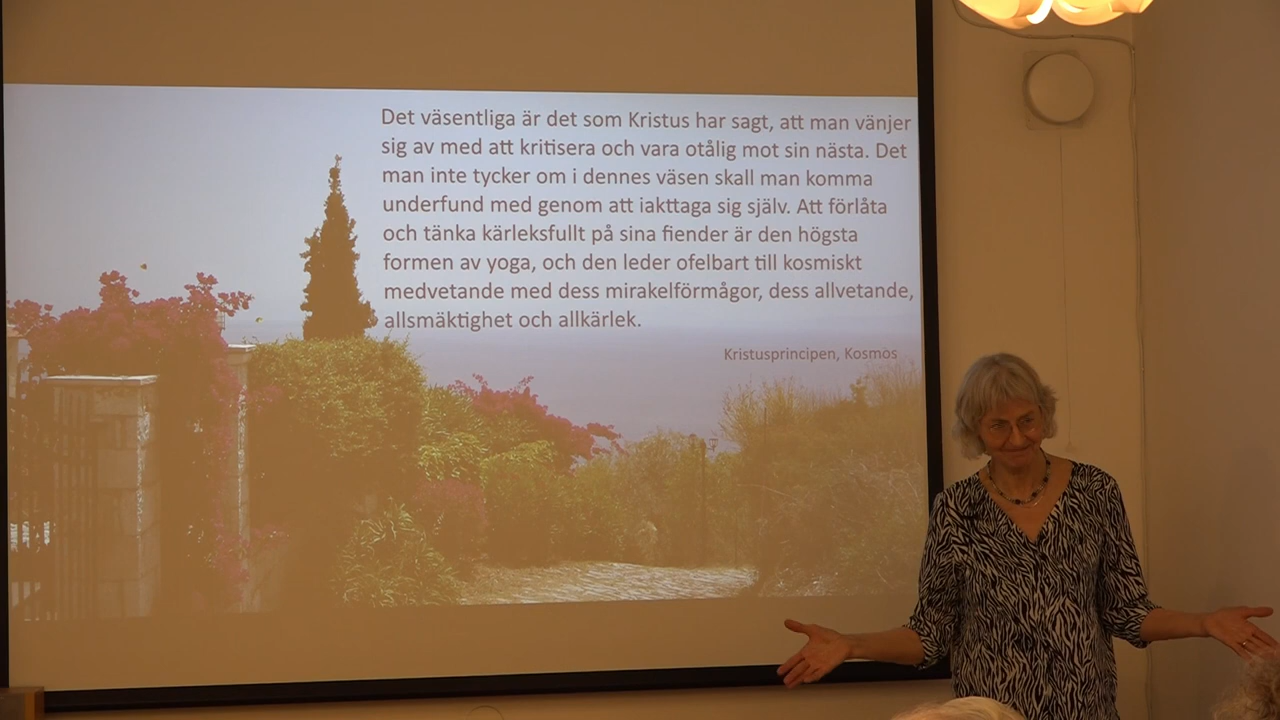 Det väsentliga är det som Kristus har sagt, att man vänjer
sig av med att kritisera och vara otålig mot sin nästa. Det
man inte tycker om i dennes väsen skall man komma
underfund med genom att iakttaga sig själv. Att förlåta
och tänka kärleksfullt på sina fiender är den högsta
formen av yoga, och den leder ofelbart till kosmiskt
medvetande med dess mirakelförmågor, dess allvetande,
allsmäktighet och allkärlek.
Kristusprincipen, Kosmos